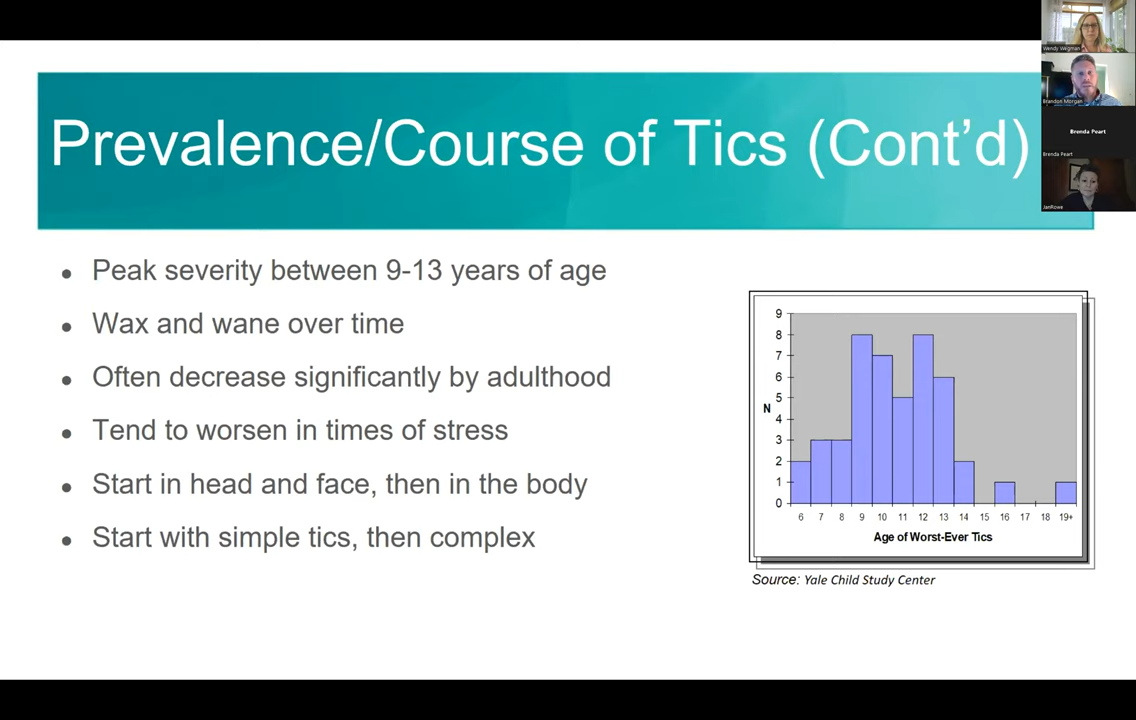 Prevalence/Course of Tics (Cont'd)
Wendy Wegman
Brandon Morgan
Brenda Peart
Brenda Peart
JanRowe
● Peak severity between 9-13 years of age
● Wax and wane over time
● Often decrease significantly by adulthood
● Tend to worsen in times of stress
● Start in head and face, then in the body
● Start with simple tics, then complex
9
8
7
6
5
4
3
2
1
0
N
6 7 8 9 10 11 12 13 14 15 16 17 18 19+
Age of Worst-Ever Tics
Source: Yale Child Study Center